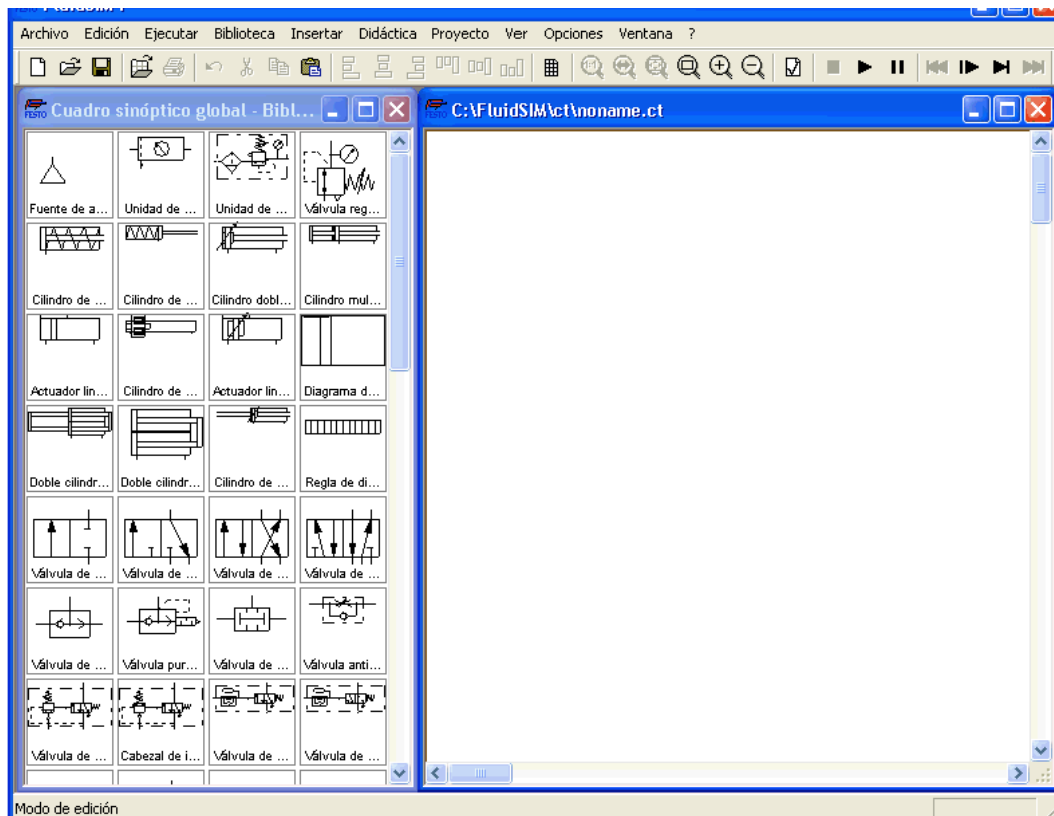 Archivo Edición Ejecutar Biblioteca Insertar Didáctica Proyecto Ver Opciones Ventana ?
FESTO Cuadro sinóptico global - Bibl...
FESTO C:\FluidSIM\ct\noname.ct
Fuente de a... Unidad de ... Unidad de ... Válvula reg...
Cilindro de ... Cilindro de ... Cilindro dobl... Cilindro mul...
Actuador lin... Cilindro de ... Actuador lin... Diagrama d...
Doble cilindr... Doble cilindr... Cilindro de ... Regla de di...
Válvula de ... Válvula de ... Válvula de ... Válvula de ...
Válvula de ... Válvula pur... Válvula de ... Válvula anti...
Válvula de ... Cabezal de i... Válvula de ... Válvula de ...
Modo de edición